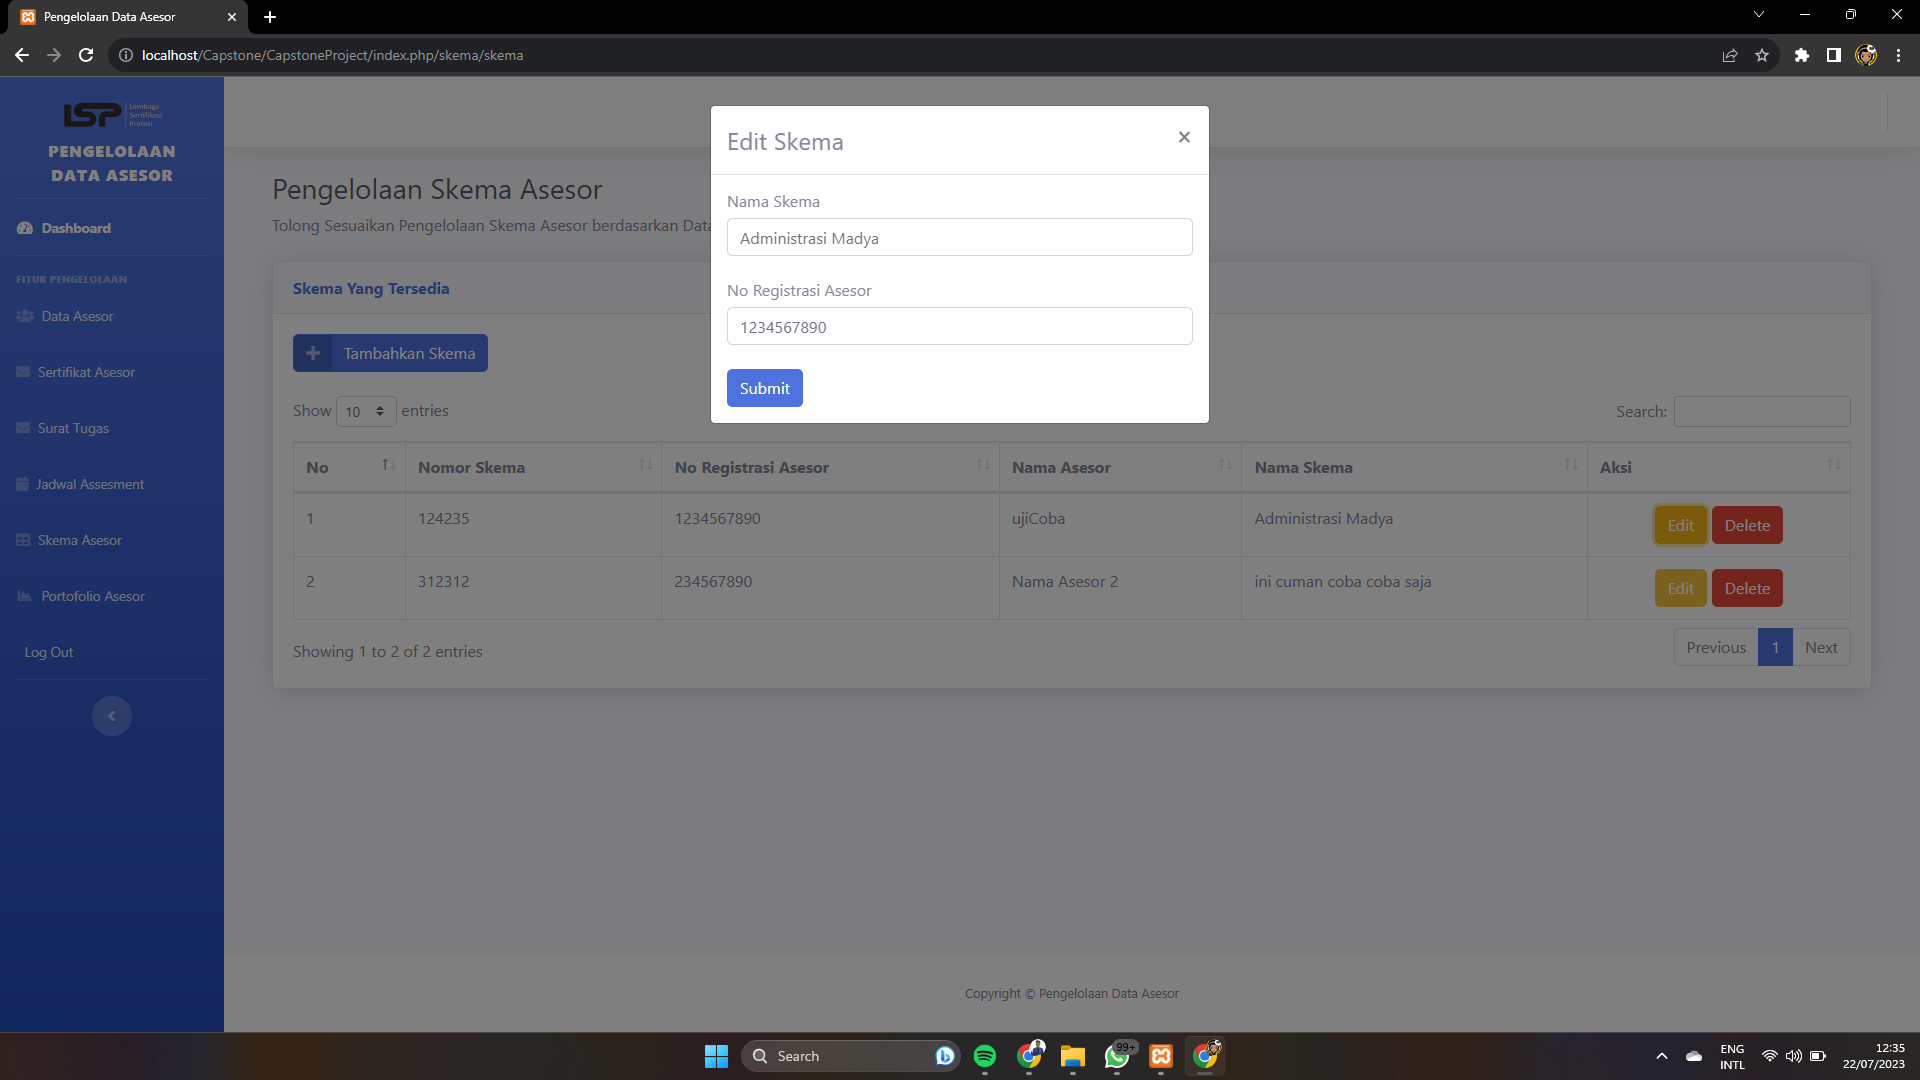 Pengelolaan Data Asesor
localhost/Capstone/CapstoneProject/index.php/skema/skema
LSP
Lembaga
Sertifikasi
Profesi
PENGELOLAAN
DATA ASESOR
Dashboard
FITUR PENGELOLAAN
Data Asesor
Sertifikat Asesor
Surat Tugas
Jadwal Assesment
Skema Asesor
Portofolio Asesor
Log Out
Edit Skema
×
Nama Skema
Administrasi Madya
No Registrasi Asesor
1234567890
Submit
Pengelolaan Skema Asesor
Tolong Sesuaikan Pengelolaan Skema Asesor berdasarkan Data
Skema Yang Tersedia
Tambahkan Skema
Show 10 entries
Search:
No Nomor Skema No Registrasi Asesor Nama Asesor Nama Skema Aksi
1 124235 1234567890 ujiCoba Administrasi Madya Edit Delete
2 312312 234567890 Nama Asesor 2 ini cuman coba coba saja Edit Delete
Showing 1 to 2 of 2 entries
Previous 1 Next
Copyright © Pengelolaan Data Asesor
Search
99+
ENG
INTL
12:35
22/07/2023